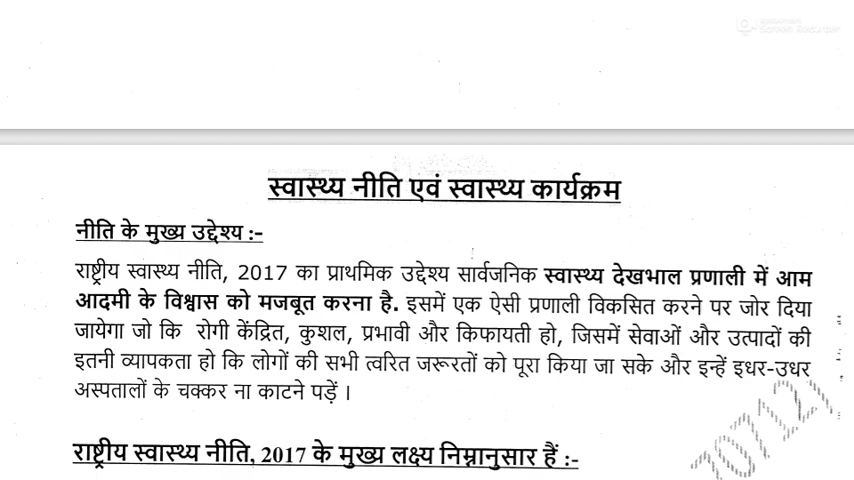 Screen Recorder
स्वास्थ्य नीति एवं स्वास्थ्य कार्यक्रम
नीति के मुख्य उद्देश्य :-
राष्ट्रीय स्वास्थ्य नीति, 2017 का प्राथमिक उद्देश्य सार्वजनिक स्वास्थ्य देखभाल प्रणाली में आम
आदमी के विश्वास को मजबूत करना है. इसमें एक ऐसी प्रणाली विकसित करने पर जोर दिया
जायेगा जो कि रोगी केंद्रित, कुशल, प्रभावी और किफायती हो, जिसमें सेवाओं और उत्पादों की
इतनी व्यापकता हो कि लोगों की सभी त्वरित जरूरतों को पूरा किया जा सके और इन्हें इधर-उधर
अस्पतालों के चक्कर ना काटने पड़ें ।
राष्ट्रीय स्वास्थ्य नीति, 2017 के मुख्य लक्ष्य निम्नानुसार हैं :-